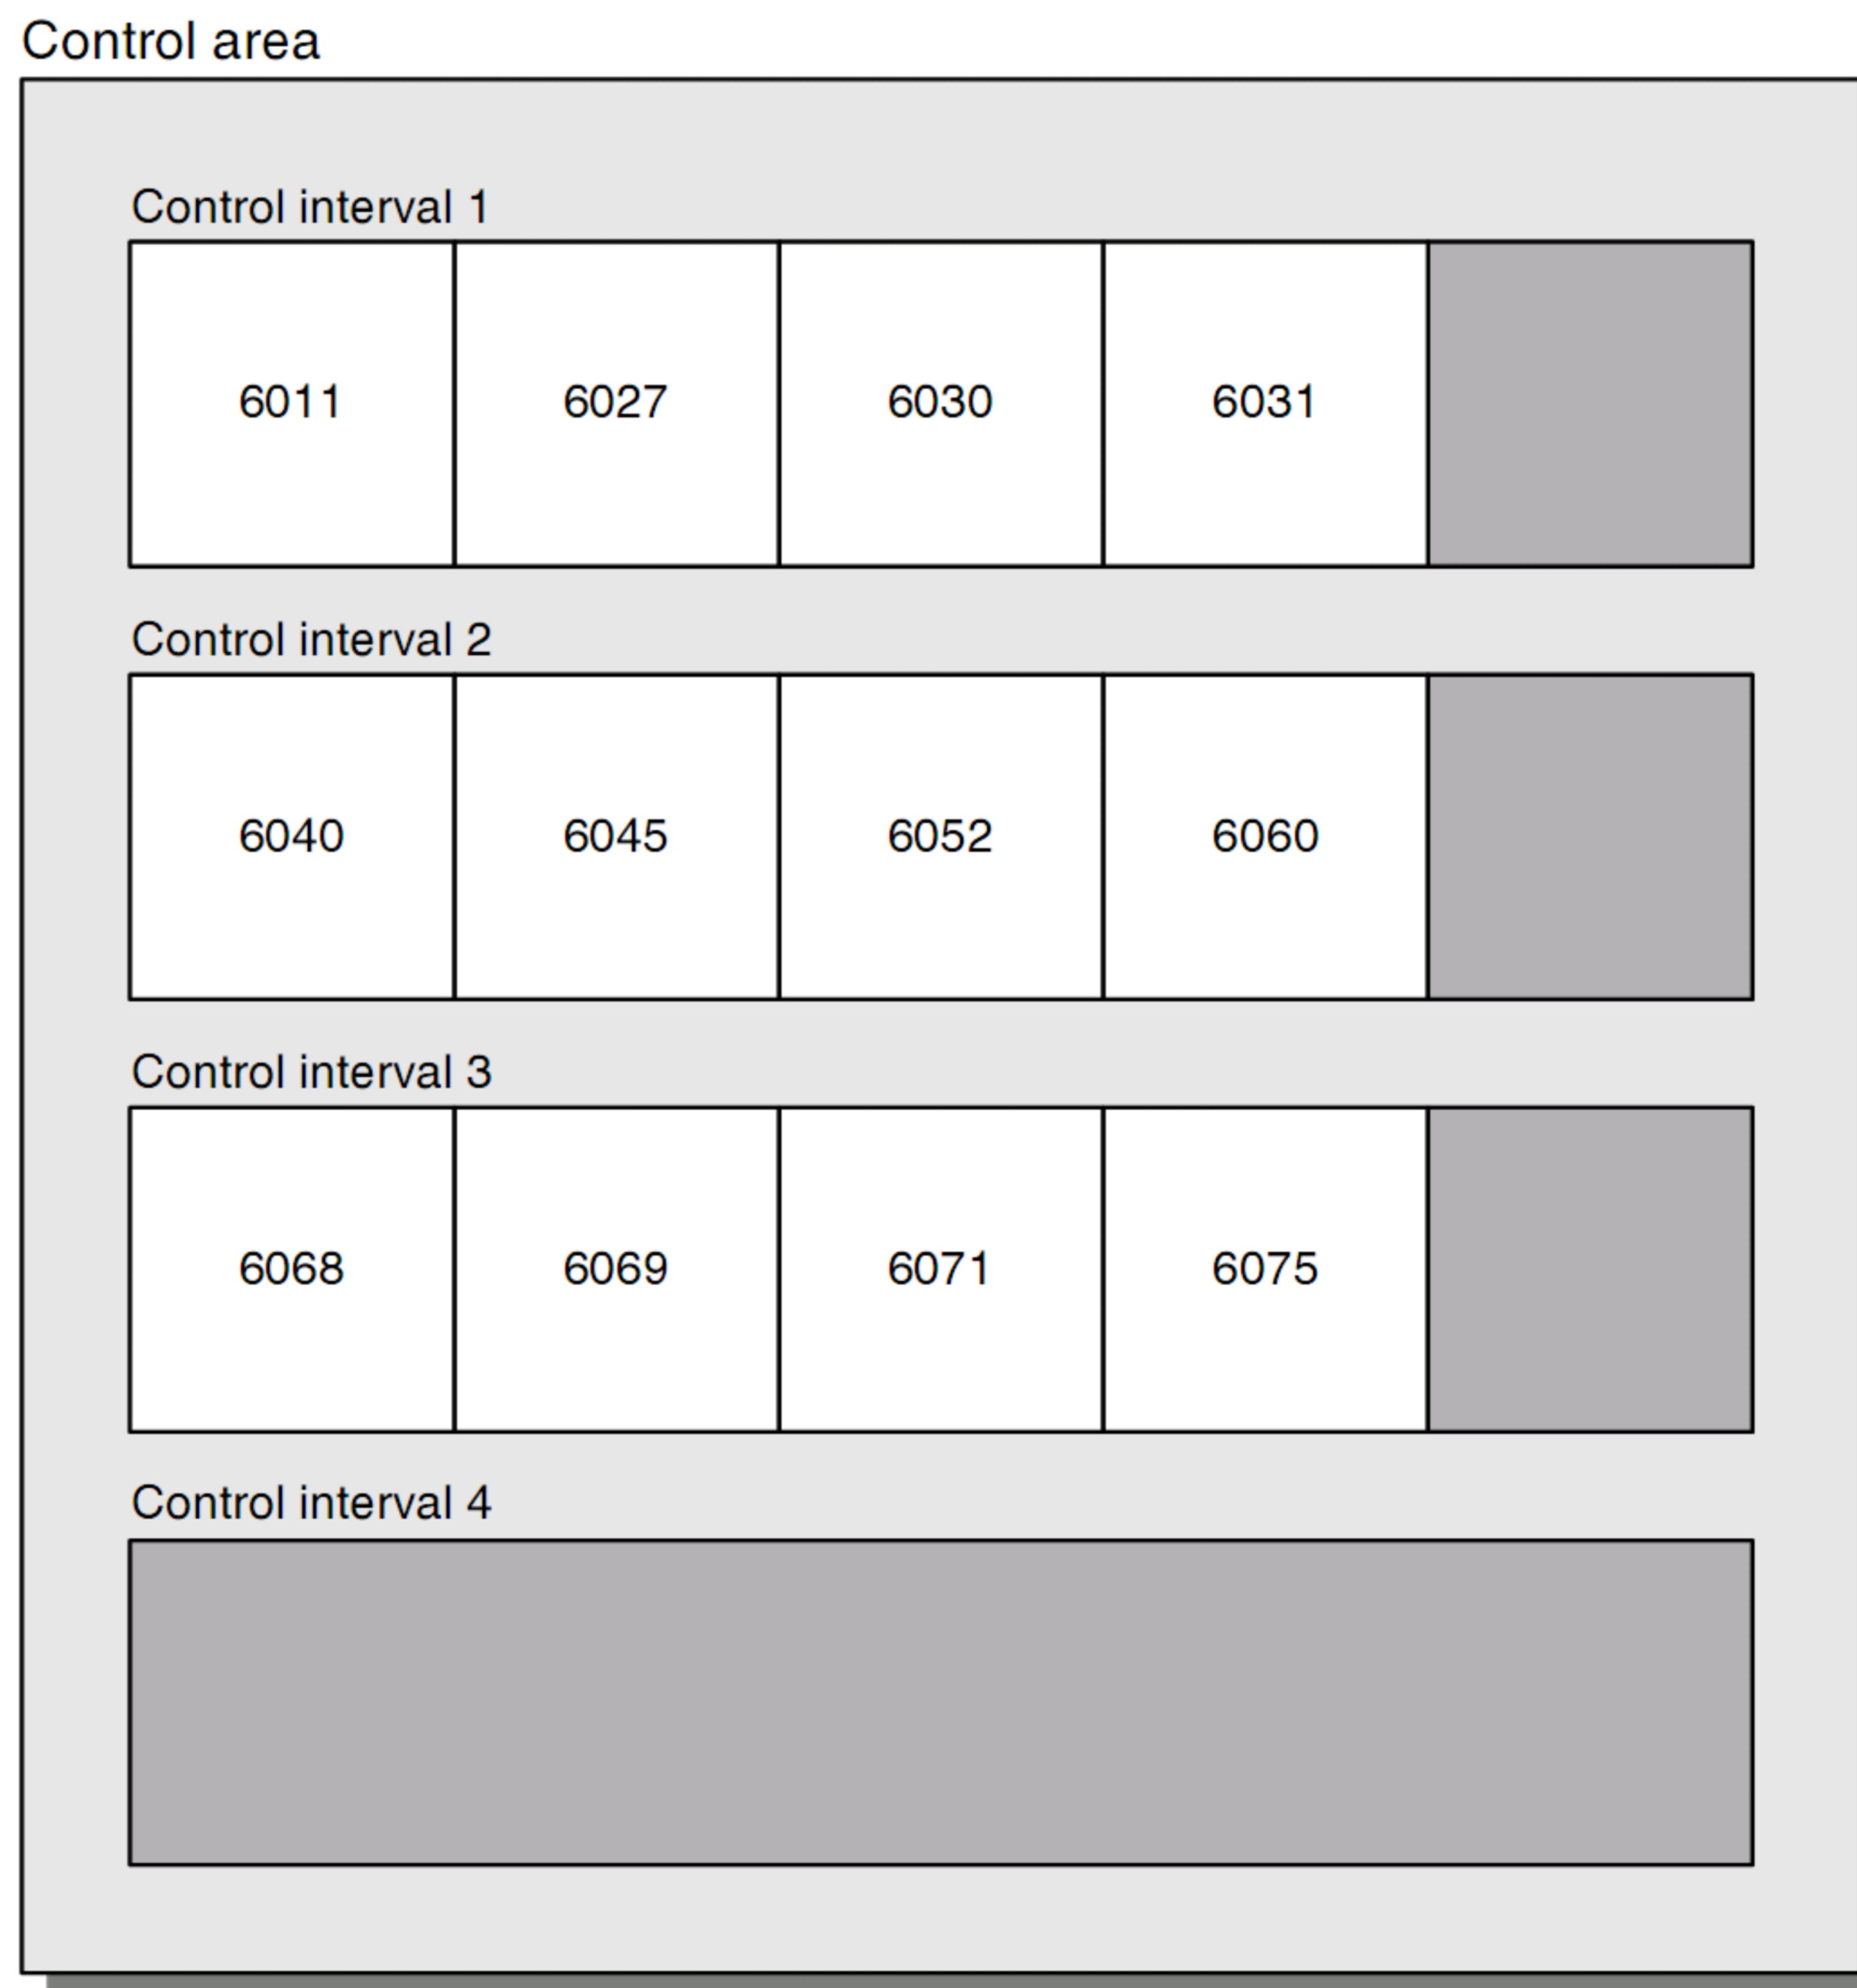 Control area
Control interval 1
6011 6027 6030 6031
Control interval 2
6040 6045 6052 6060
Control interval 3
6068 6069 6071 6075
Control interval 4